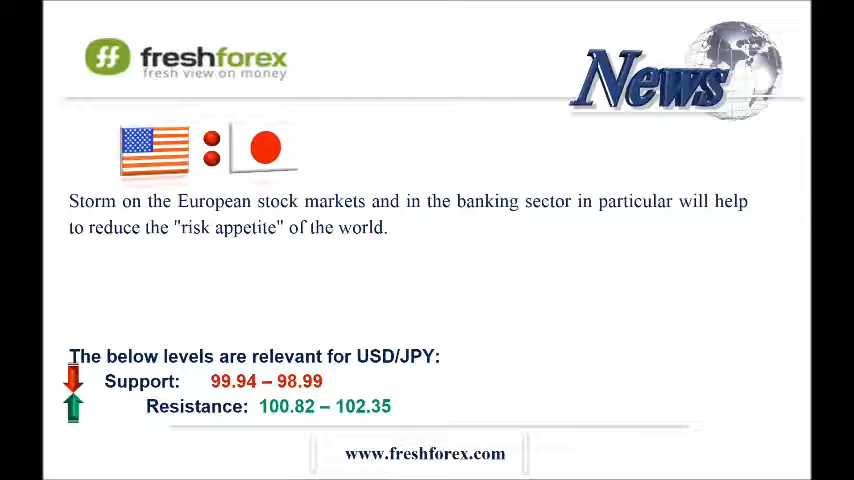 freshforex
fresh view on money
News
Storm on the European stock markets and in the banking sector in particular will help
to reduce the "risk appetite" of the world.
The below levels are relevant for USD/JPY:
Support: 99.94 – 98.99
Resistance: 100.82 – 102.35
www.freshforex.com